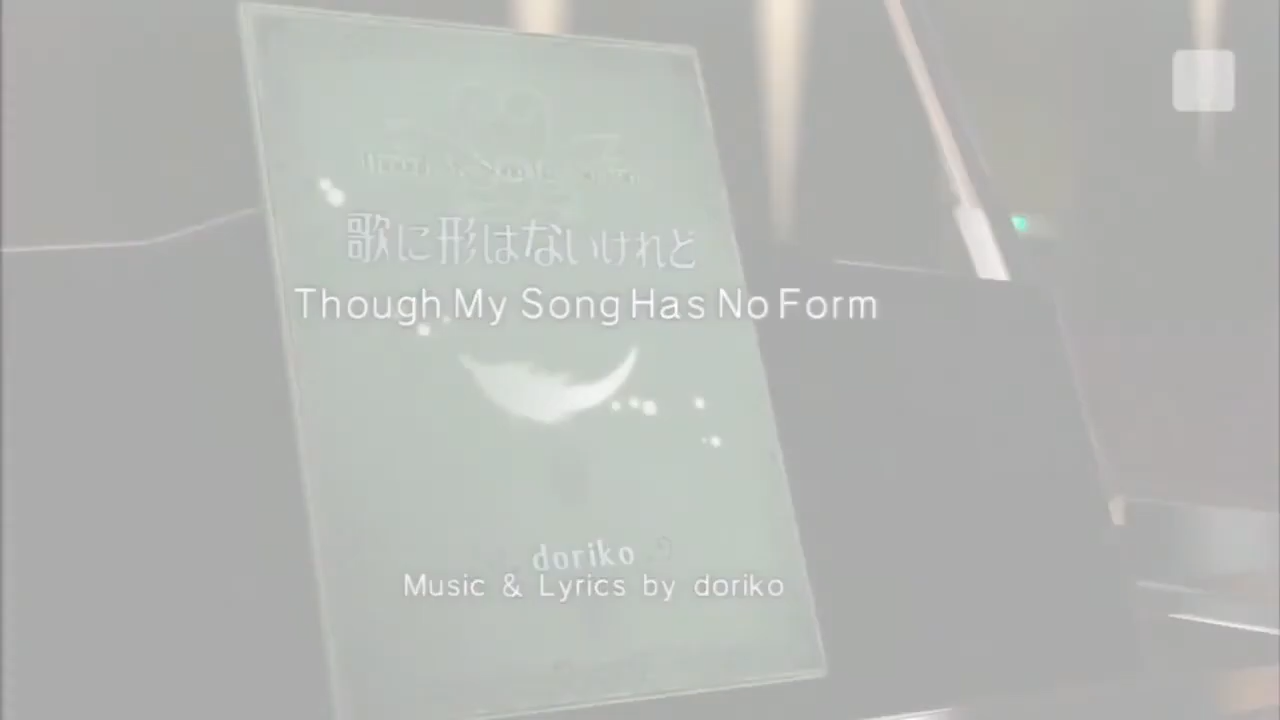 歌に形はないけれど
Though My Song Has No Form
doriko
Music & Lyrics by doriko